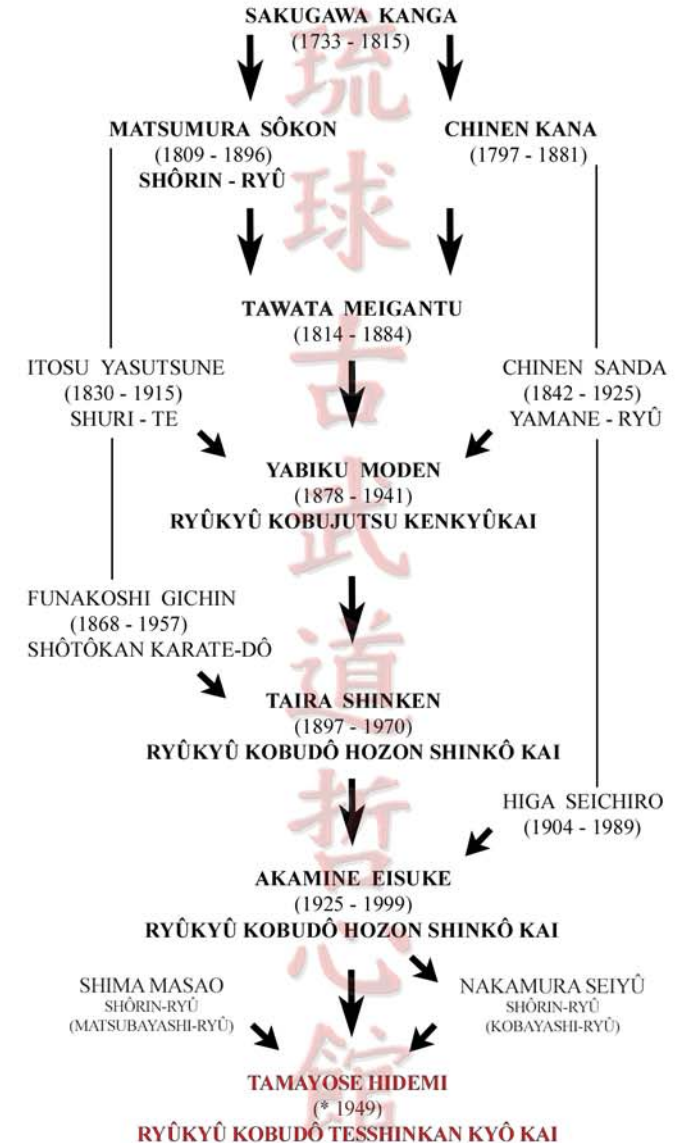 SAKUGAWA KANGA
(1733 - 1815)
MATSUMURA SÔKON
(1809 - 1896)
SHÔRIN - RYÛ
CHINEN KANA
(1797 - 1881)
TAWATA MEIGANTU
(1814 - 1884)
ITOSU YASUTSUNE
(1830 - 1915)
SHURI - TE
CHINEN SANDA
(1842 - 1925)
YAMANE - RYÛ
YABIKU MODEN
(1878 - 1941)
RYÛKYÛ KOBUJUTSU KENKYÛKAI
FUNAKOSHI GICHIN
(1868 - 1957)
SHÔTÔKAN KARATE-DÔ
TAIRA SHINKEN
(1897 - 1970)
RYÛKYÛ KOBUDÔ HOZON SHINKÔ KAI
HIGA SEICHIRO
(1904 - 1989)
AKAMINE EISUKE
(1925 - 1999)
RYÛKYÛ KOBUDÔ HOZON SHINKÔ KAI
SHIMA MASAO
SHÔRIN-RYÛ
(MATSUBAYASHI-RYÛ)
NAKAMURA SEIYÛ
SHÔRIN-RYÛ
(KOBAYASHI-RYÛ)
TAMAYOSE HIDEMI
(* 1949)
RYÛKYÛ KOBUDÔ TESSHINKAN KYÔ KAI
琉球古武道哲心館